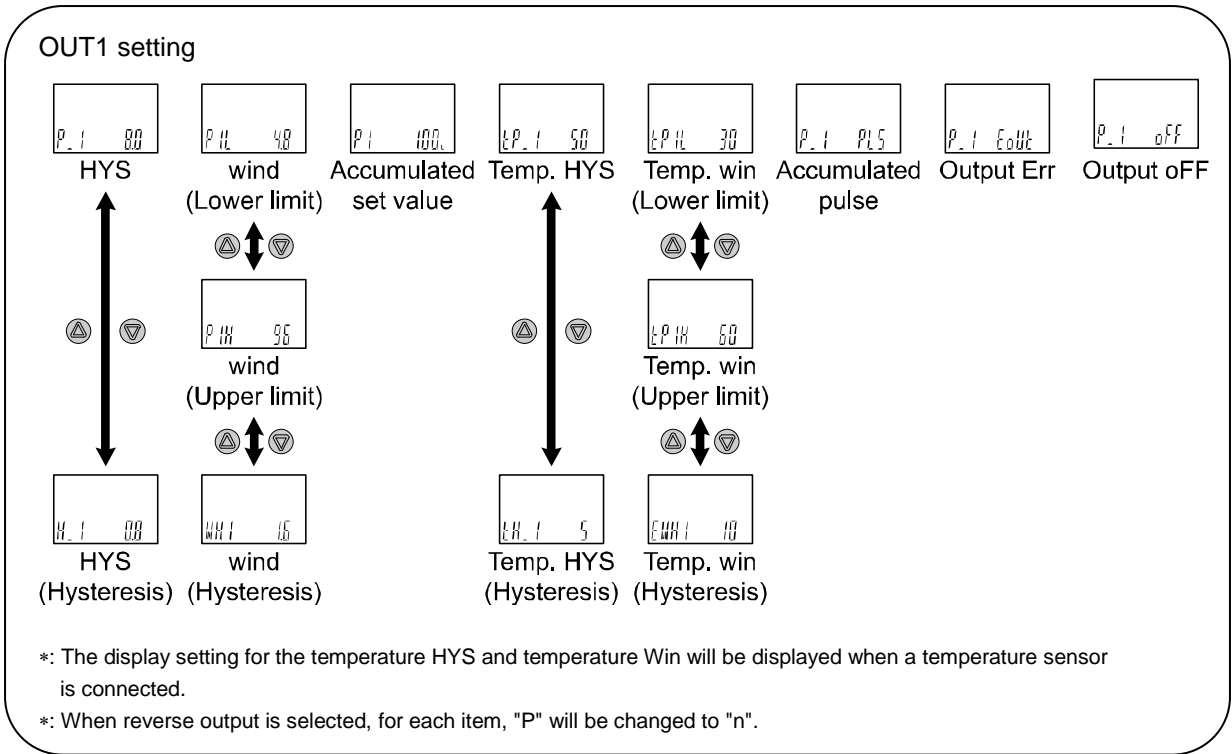 OUT1 setting
P_1 8.0
P1L 4.8
P1 100.
tP_1 50
tP1L 30
P_1 PLS
P_1 EoUt
P_1 oFF
HYS
wind
(Lower limit)
Accumulated
set value
Temp. HYS
Temp. win
(Lower limit)
Accumulated
pulse
Output Err
Output oFF
P1H 9.6
wind
(Upper limit)
tP1H 60
Temp. win
(Upper limit)
H_1 0.8
WH1 1.6
tH_1 5
tWH1 10
HYS
(Hysteresis)
wind
(Hysteresis)
Temp. HYS
(Hysteresis)
Temp. win
(Hysteresis)
*: The display setting for the temperature HYS and temperature Win will be displayed when a temperature sensor
is connected.
*: When reverse output is selected, for each item, "P" will be changed to "n".